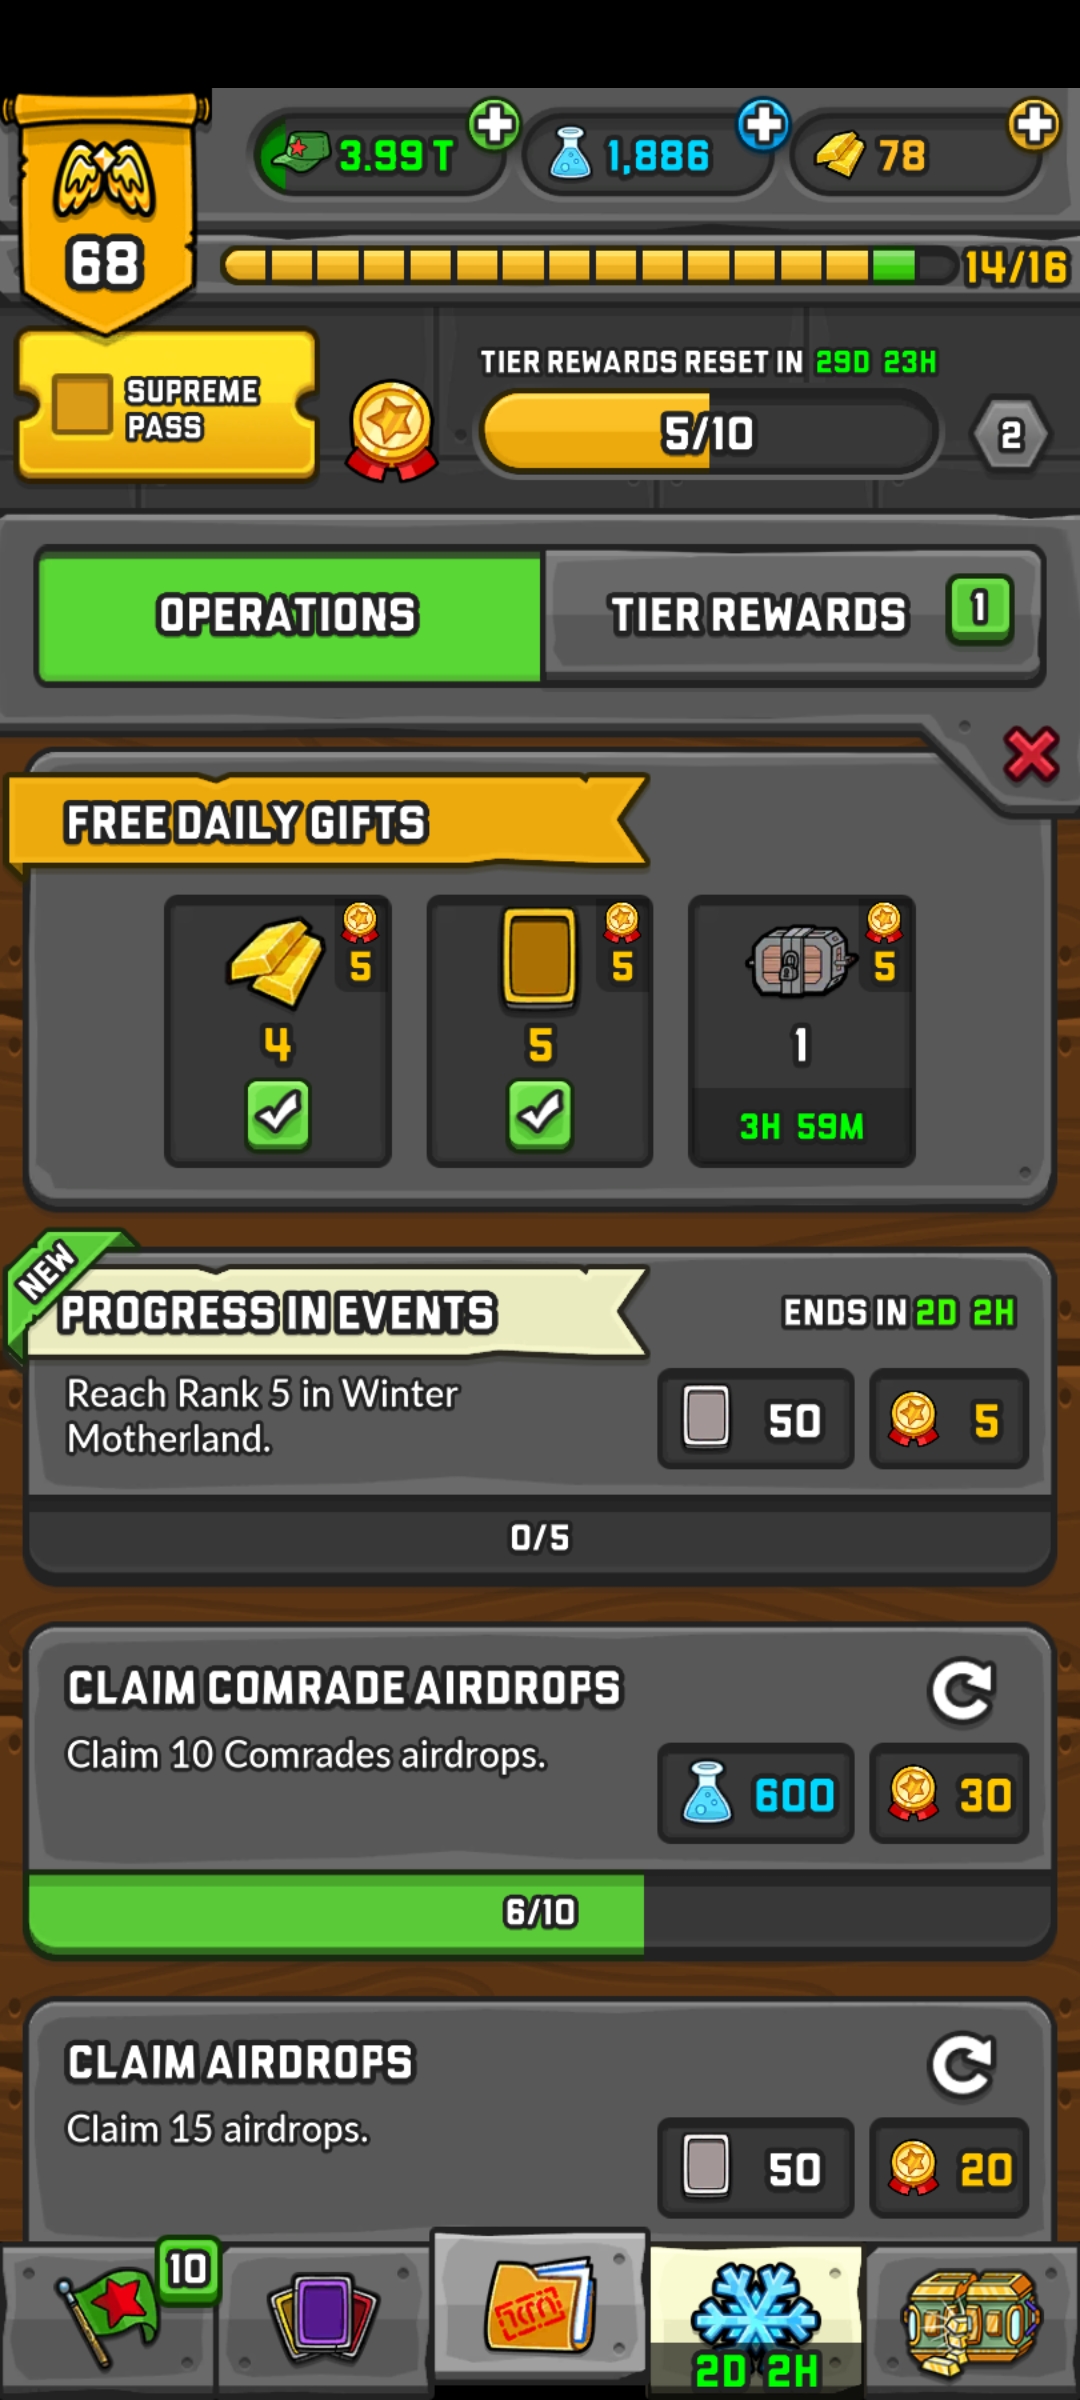 3.99 T
1,886
78
68
14/16
SUPREME
PASS
TIER REWARDS RESET IN 29D 23H
5/10
2
OPERATIONS
TIER REWARDS
1
FREE DAILY GIFTS
5
4
5
5
5
1
3H 59M
NEW
PROGRESS IN EVENTS
ENDS IN 2D 2H
Reach Rank 5 in Winter
Motherland.
50
5
0/5
CLAIM COMRADE AIRDROPS
Claim 10 Comrades airdrops.
600
30
6/10
CLAIM AIRDROPS
Claim 15 airdrops.
50
20
10
2D 2H